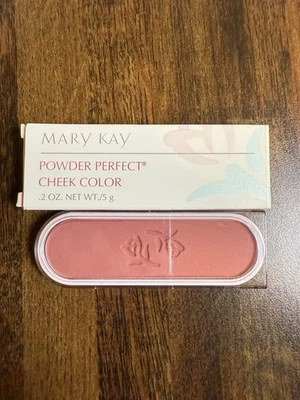 MARY KAY
POWDER PERFECT®
CHEEK COLOR
.2 OZ. NET WT./5 g